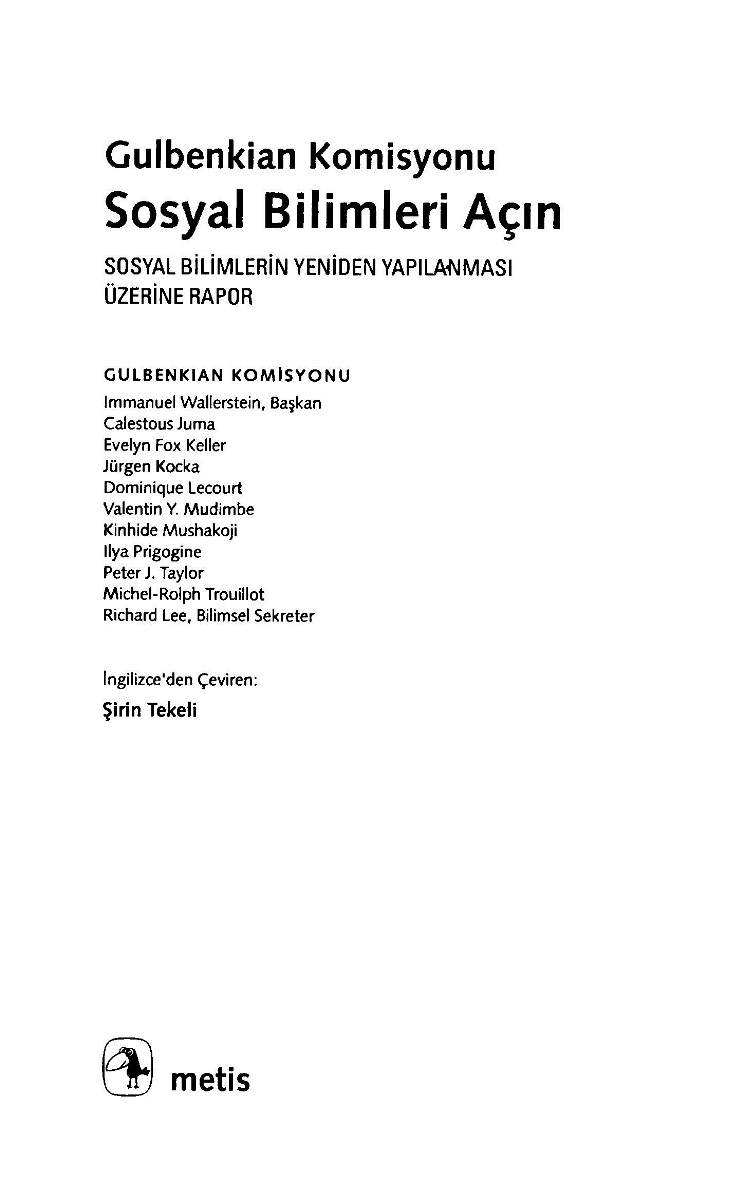 Gulbenkian Komisyonu
Sosyal Bilimleri Açın
SOSYAL BİLİMLERİN YENİDEN YAPILANMASI
ÜZERİNE RAPOR
GULBENKIAN KOMİSYONU
Immanuel Wallerstein, Başkan
Calestous Juma
Evelyn Fox Keller
Jürgen Kocka
Dominique Lecourt
Valentin Y. Mudimbe
Kinhide Mushakoji
Ilya Prigogine
Peter J. Taylor
Michel-Rolph Trouillot
Richard Lee, Bilimsel Sekreter
İngilizce'den Çeviren:
Şirin Tekeli
metis